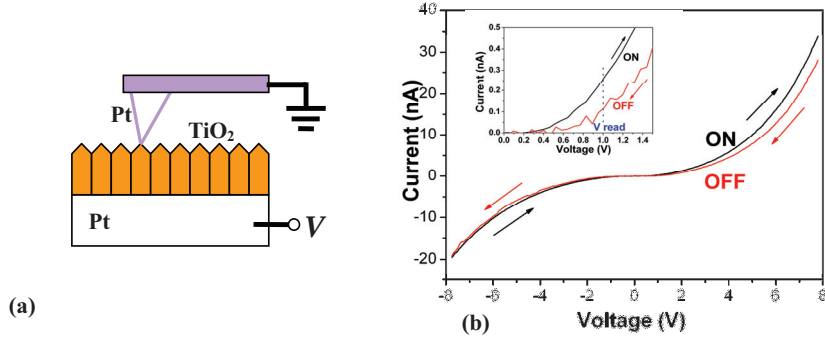 Pt
TiO2
Pt
V
(a)
40
30
20
10
0
-10
-20
Current (nA)
-8
-6
-4
-2
0
2
4
6
8
Voltage (V)
ON
OFF
0.5
0.4
0.3
0.2
0.1
0.0
Current (nA)
0.0 0.2 0.4 0.6 0.8 1.0 1.2 1.4
Voltage (V)
ON
OFF
V read
(b)